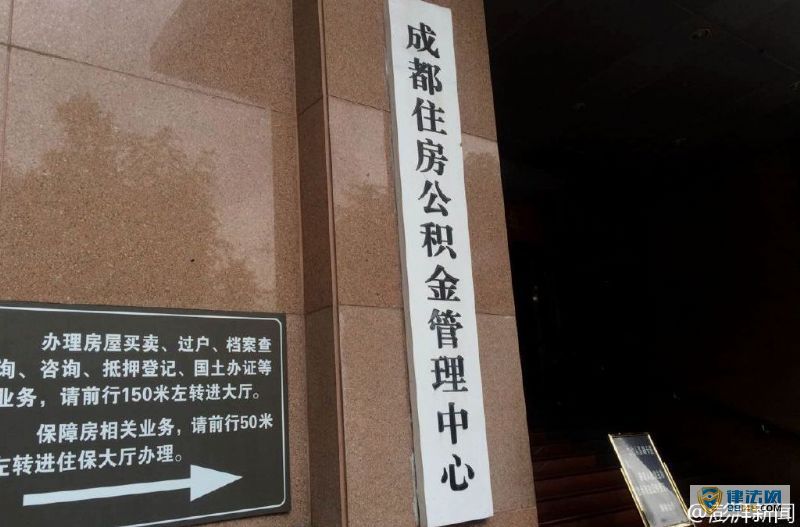 成都住房公积金管理中心
办理房屋买卖、过户、档案查
询、咨询、抵押登记、国土办证等
业务，请前行150米左转进大厅。
保障房相关业务，请前行50米
左转进住保大厅办理。
律法网
@澎湃新闻